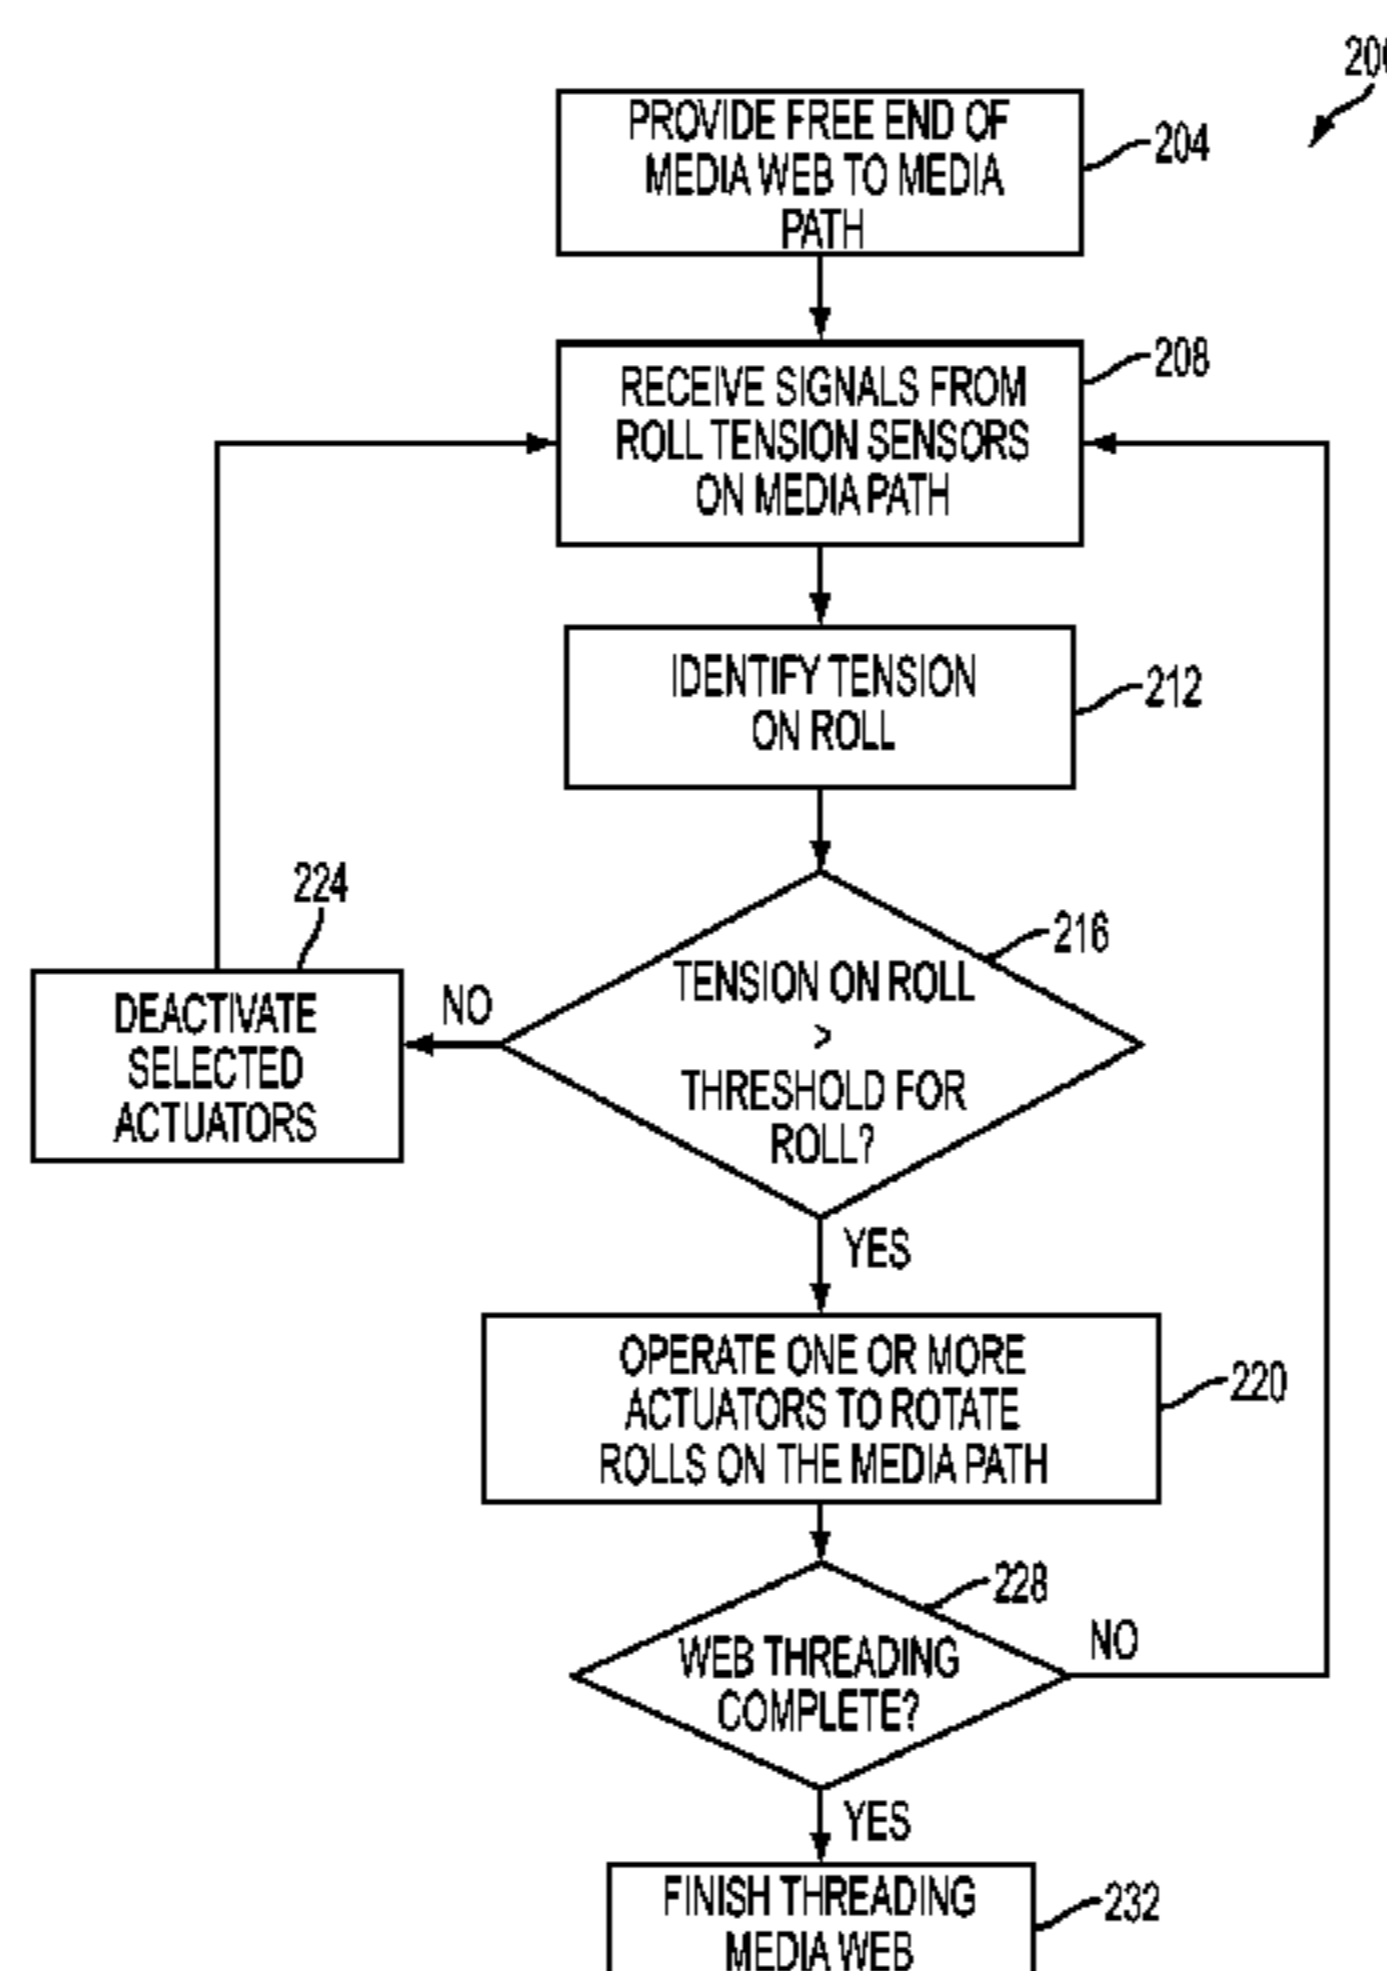 PROVIDE FREE END OF
MEDIA WEB TO MEDIA
PATH
204
RECEIVE SIGNALS FROM
ROLL TENSION SENSORS
ON MEDIA PATH
208
IDENTIFY TENSION
ON ROLL
212
TENSION ON ROLL
>
THRESHOLD FOR
ROLL?
216
NO
224
DEACTIVATE
SELECTED
ACTUATORS
YES
OPERATE ONE OR MORE
ACTUATORS TO ROTATE
ROLLS ON THE MEDIA PATH
220
WEB THREADING
COMPLETE?
228
NO
YES
FINISH THREADING
MEDIA WEB
232